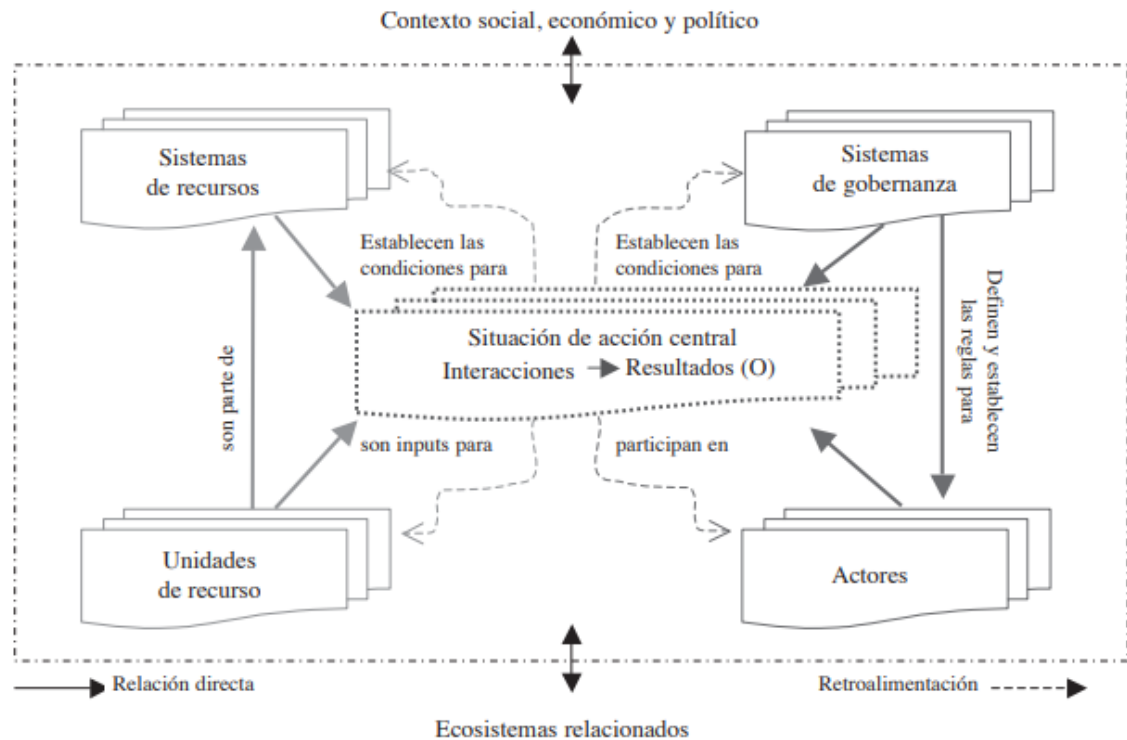 Contexto social, económico y político
Sistemas
de recursos
Sistemas
de gobernanza
Establecen las
condiciones para
Establecen las
condiciones para
Definen y establecen
las reglas para
Situación de acción central
Interacciones
Resultados (O)
son parte de
son inputs para
participan en
Unidades
de recurso
Actores
Relación directa
Retroalimentación
Ecosistemas relacionados